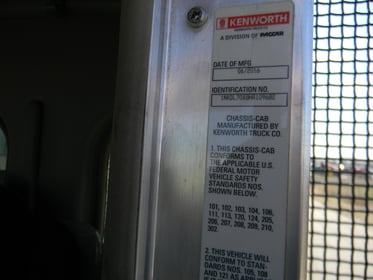 KENWORTH
A DIVISION OF PACCAR
DATE OF MFG
06/2016
IDENTIFICATION NO.
CHASSIS-CAB
MANUFACTURED BY
KENWORTH TRUCK CO.
1. THIS CHASSIS-CAB
CONFORMS TO
THE APPLICABLE U.S.
FEDERAL MOTOR
VEHICLE SAFETY
STANDARDS NOS.
SHOWN BELOW.
101, 102, 103, 104, 106,
111, 113, 120, 124, 205,
206, 207, 208, 209, 210,
302.
2. THIS VEHICLE WILL
CONFORM TO STAN-
DARDS NOS. 105, 108